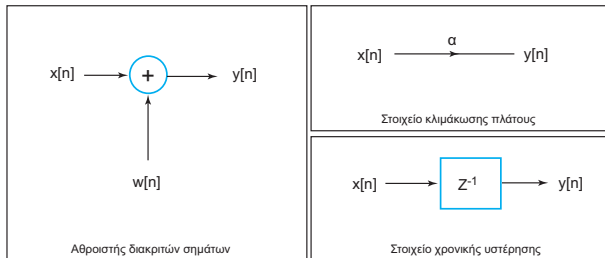 x[n] + y[n]
w[n]
Αθροιστής διακριτών σημάτων
α
x[n] y[n]
Στοιχείο κλιμάκωσης πλάτους
x[n] Z-1 y[n]
Στοιχείο χρονικής υστέρησης